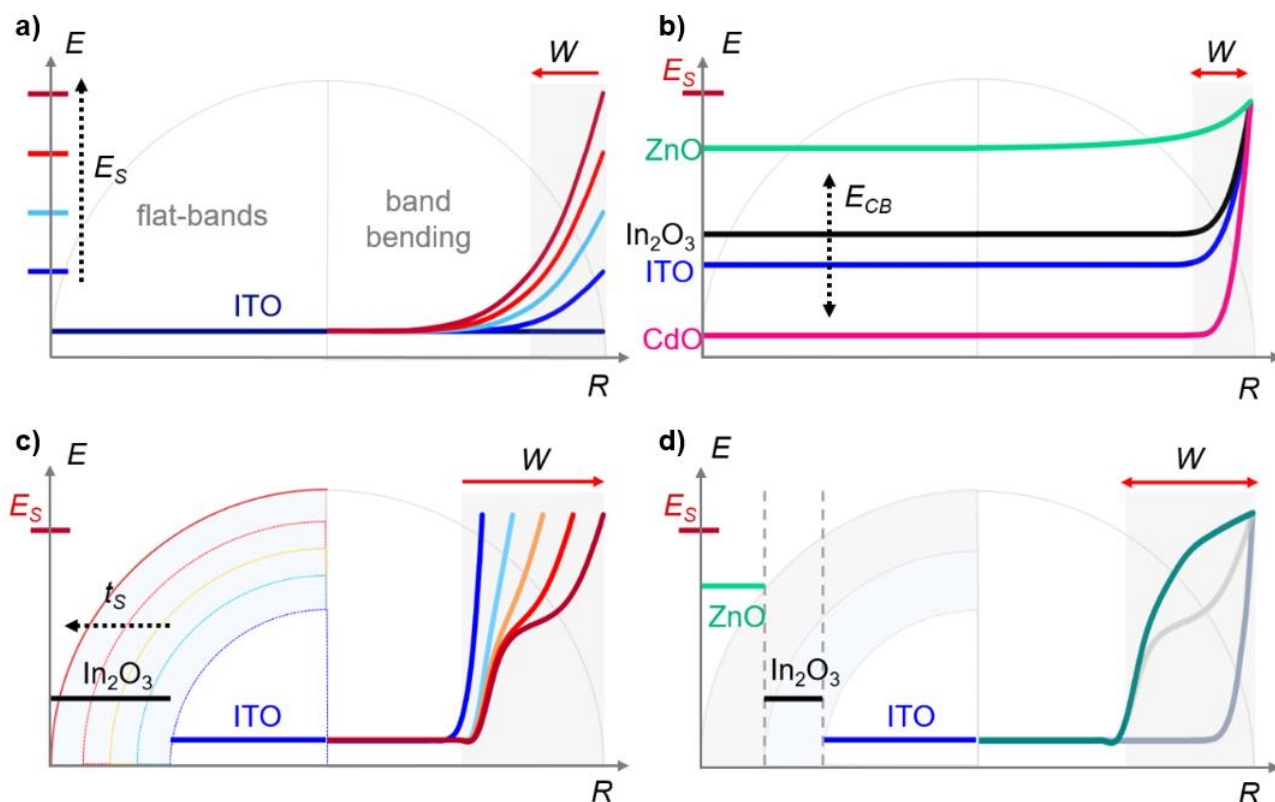 a)
E
W
E_S
flat-bands
band
bending
ITO
R
b)
E
W
E_S
ZnO
E_CB
In₂O₃
ITO
CdO
R
c)
E
W
E_S
t_S
In₂O₃
ITO
R
d)
E
W
E_S
ZnO
In₂O₃
ITO
R